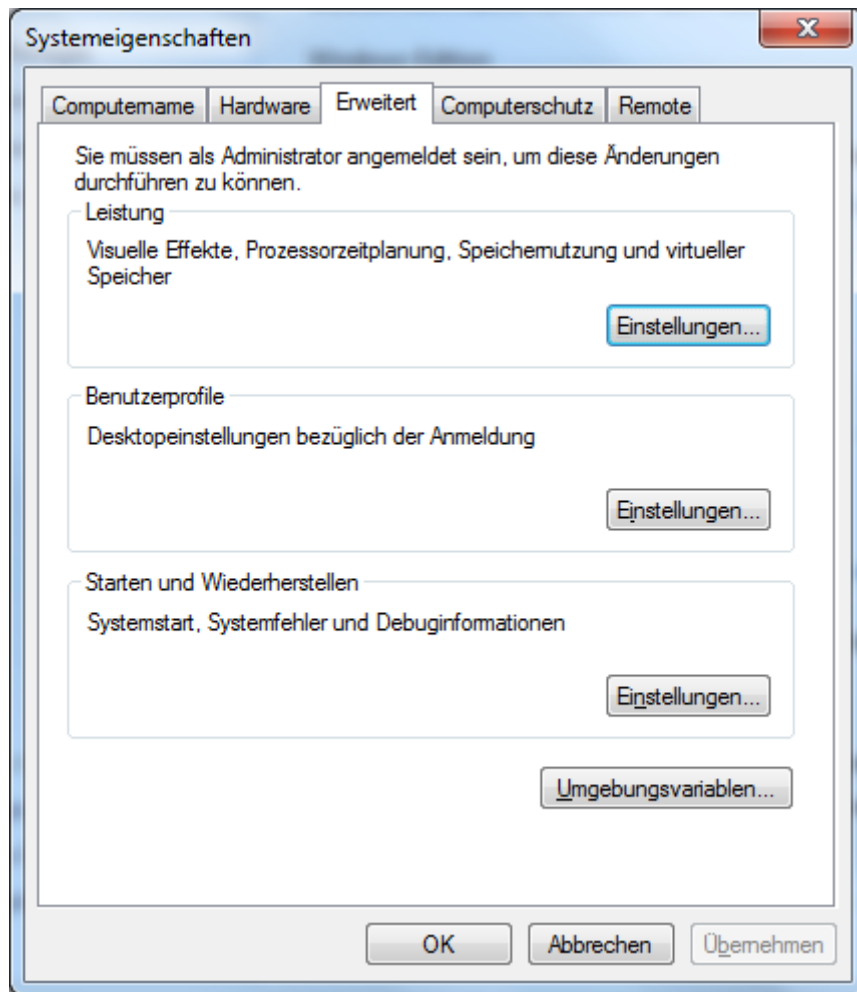 Systemeigenschaften
Computername
Hardware
Erweitert
Computerschutz
Remote
Sie müssen als Administrator angemeldet sein, um diese Änderungen
durchführen zu können.
Leistung
Visuelle Effekte, Prozessorzeitplanung, Speichernutzung und virtueller
Speicher
Einstellungen...
Benutzerprofile
Desktopeinstellungen bezüglich der Anmeldung
Einstellungen...
Starten und Wiederherstellen
Systemstart, Systemfehler und Debuginformationen
Einstellungen...
Umgebungsvariablen...
OK
Abbrechen
Übernehmen